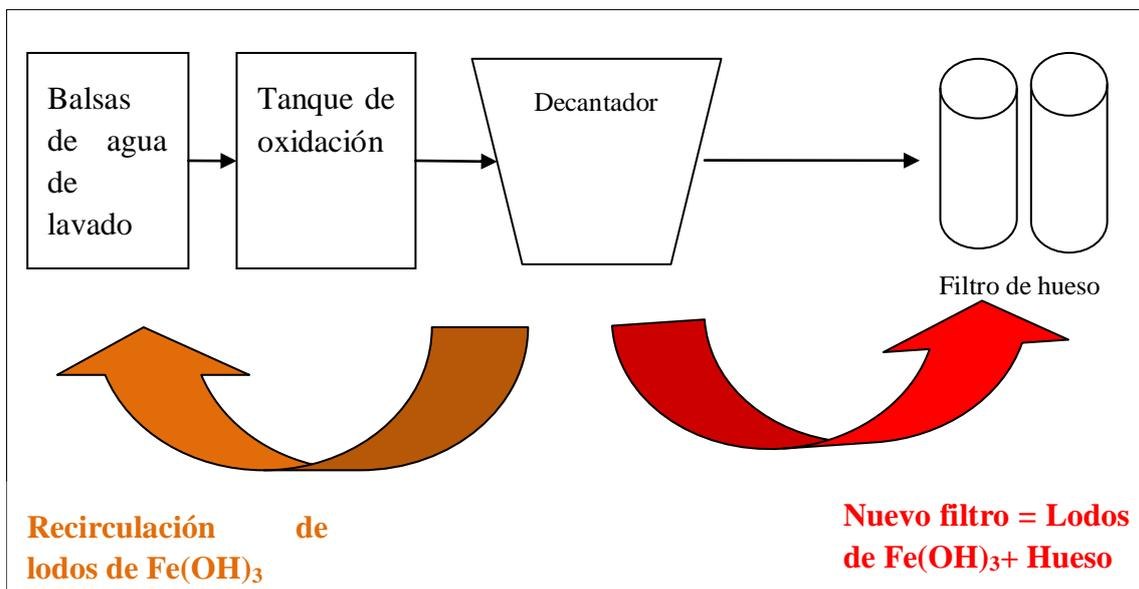 Balsas
de agua
de
lavado
Tanque de
oxidación
Decantador
Filtro de hueso
Recirculación de
lodos de Fe(OH)₃
Nuevo filtro = Lodos
de Fe(OH)₃+ Hueso